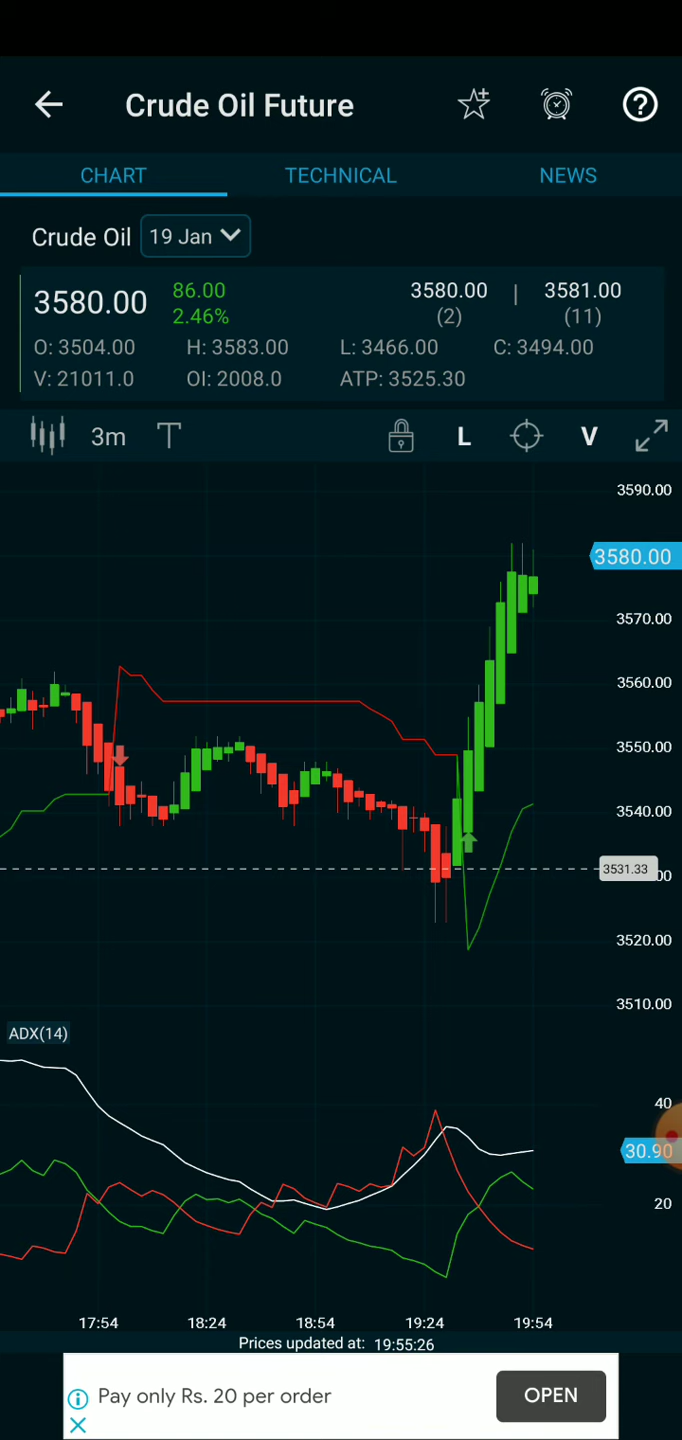 Crude Oil Future
CHART TECHNICAL NEWS
Crude Oil 19 Jan
3580.00 86.00 3580.00 | 3581.00
2.46% (2) (11)
O: 3504.00 H: 3583.00 L: 3466.00 C: 3494.00
V: 21011.0 OI: 2008.0 ATP: 3525.30
3m T L V
3590.00
3580.00
3570.00
3560.00
3550.00
3540.00
3531.33
3520.00
3510.00
ADX(14)
40
30.90
20
17:54 18:24 18:54 19:24 19:54
Prices updated at: 19:55:26
Pay only Rs. 20 per order OPEN